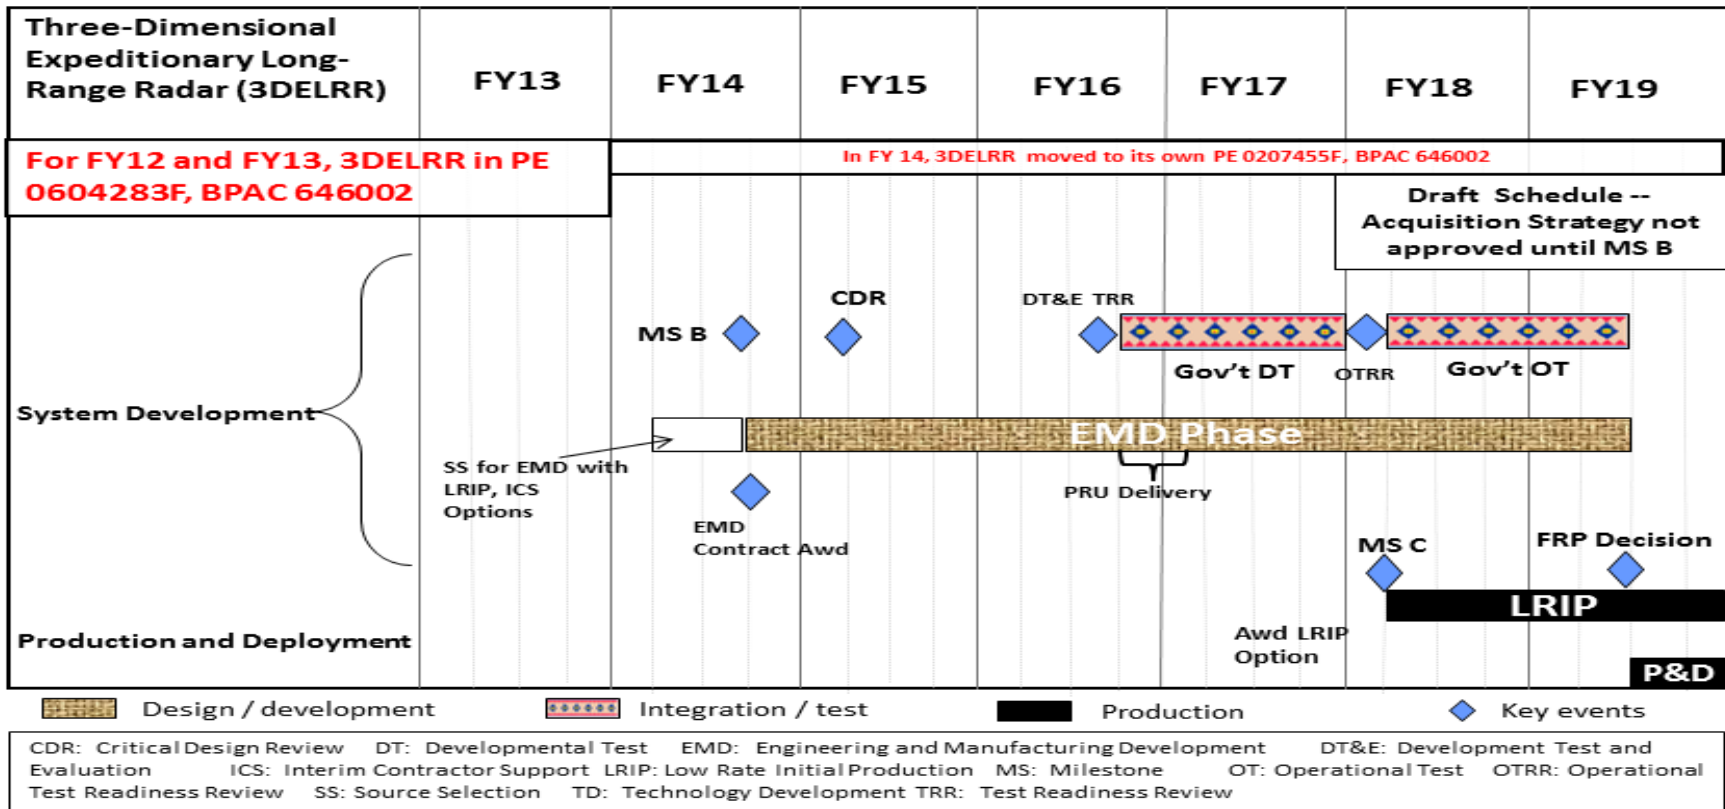 Three-Dimensional
Expeditionary Long-
Range Radar (3DELRR)
FY13
FY14
FY15
FY16
FY17
FY18
FY19
For FY12 and FY13, 3DELRR in PE
0604283F, BPAC 646002
In FY 14, 3DELRR moved to its own PE 0207455F, BPAC 646002
Draft Schedule --
Acquisition Strategy not
approved until MS B
MS B
CDR
DT&E TRR
Gov't DT
OTRR
Gov't OT
System Development
EMD Phase
SS for EMD with
LRIP, ICS
Options
PRU Delivery
EMD
Contract Awd
MS C
FRP Decision
LRIP
Production and Deployment
Awd LRIP
Option
P&D
Design / development
Integration / test
Production
Key events
CDR: Critical Design Review DT: Developmental Test EMD: Engineering and Manufacturing Development DT&E: Development Test and
Evaluation ICS: Interim Contractor Support LRIP: Low Rate Initial Production MS: Milestone OT: Operational Test OTRR: Operational
Test Readiness Review SS: Source Selection TD: Technology Development TRR: Test Readiness Review